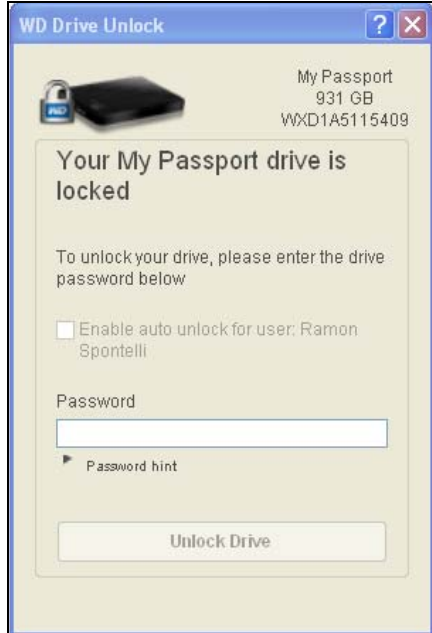 WD Drive Unlock
?
WD
My Passport
931 GB
WXD1A5115409
Your My Passport drive is
locked
To unlock your drive, please enter the drive
password below
Enable auto unlock for user: Ramon
Spontelli
Password
Password hint
Unlock Drive